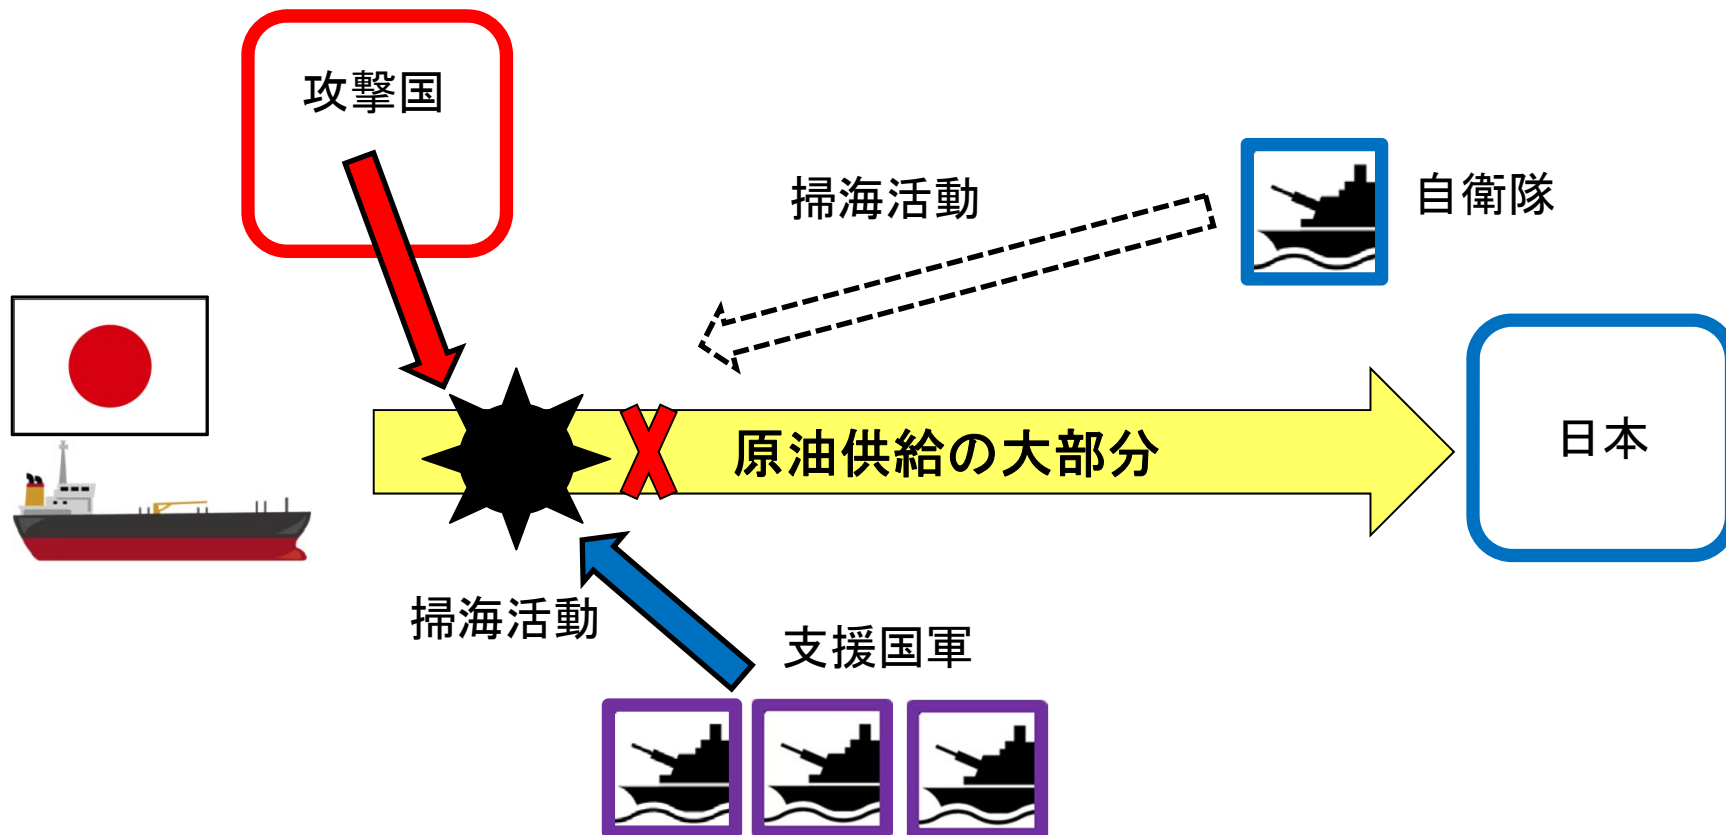 攻撃国
掃海活動
自衛隊
原油供給の大部分
日本
掃海活動
支援国軍